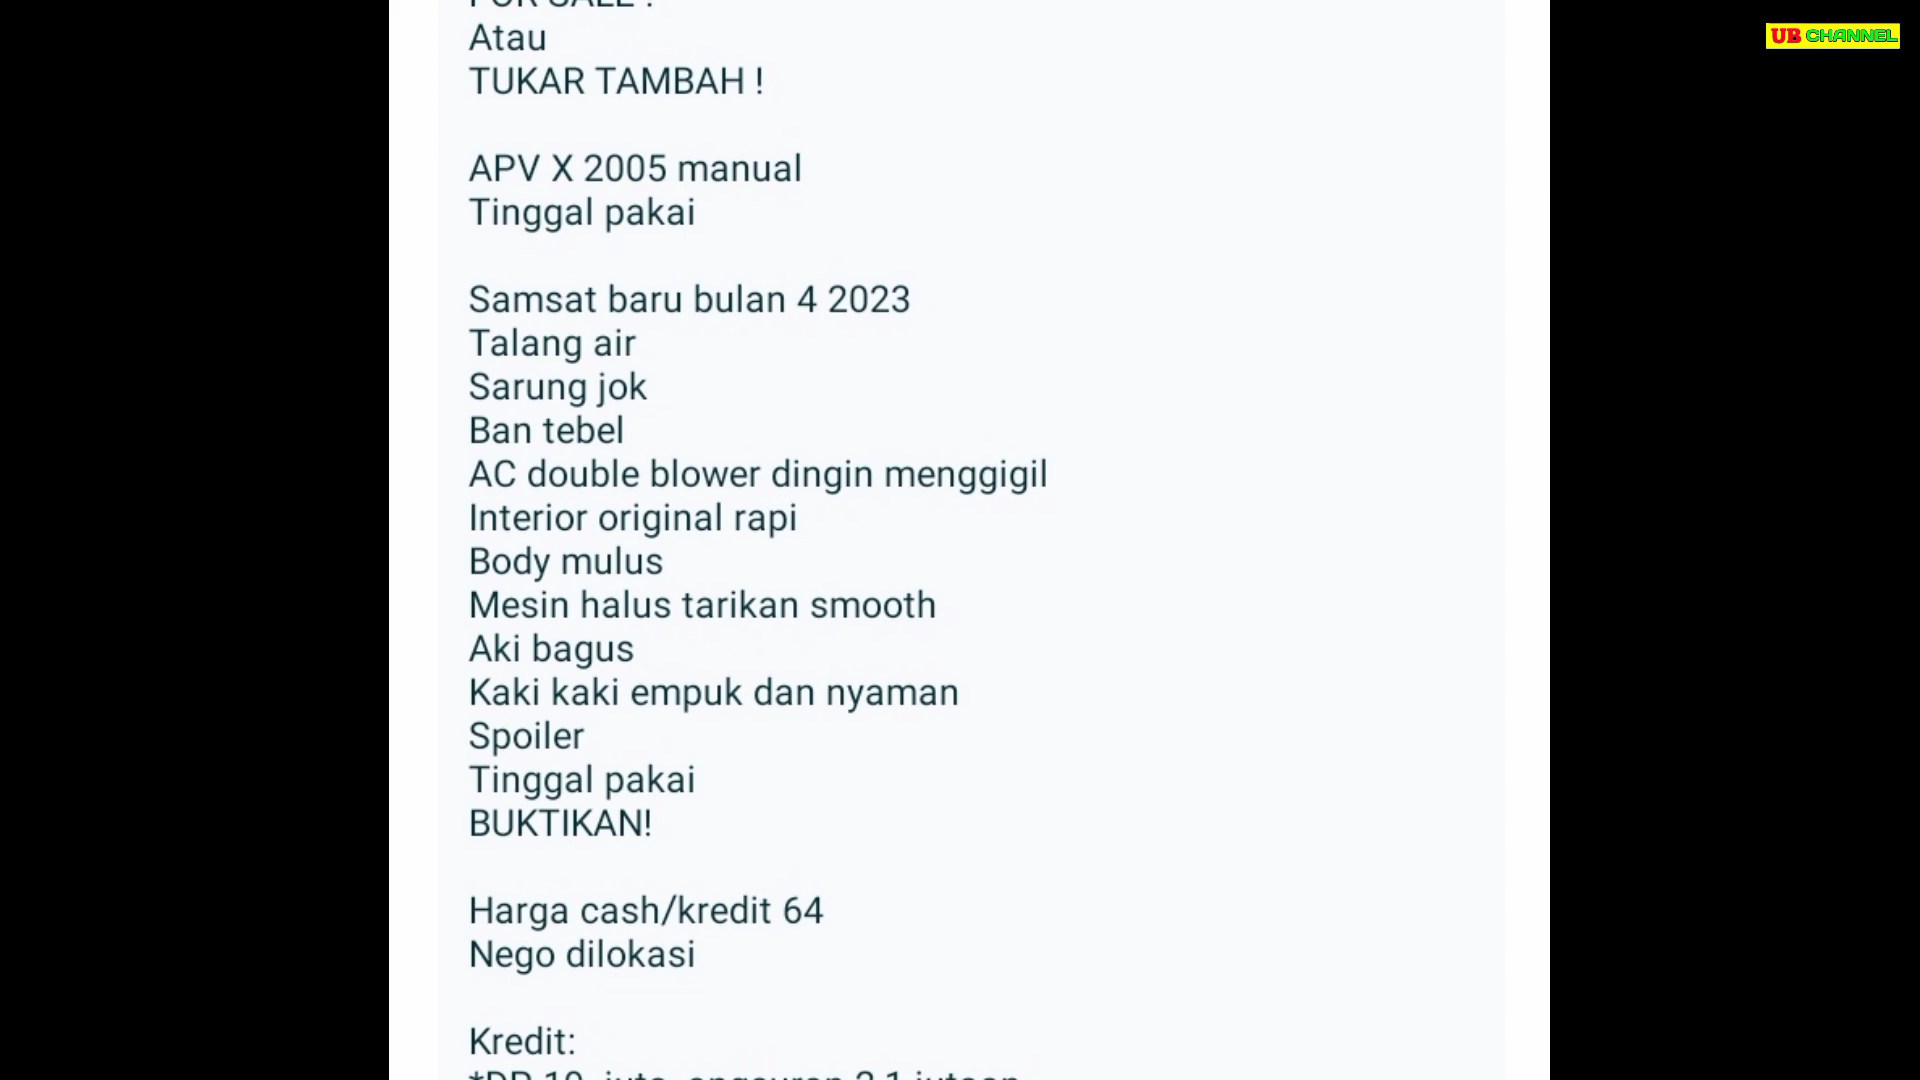 FOR SALE !
Atau
TUKAR TAMBAH !
APV X 2005 manual
Tinggal pakai
Samsat baru bulan 4 2023
Talang air
Sarung jok
Ban tebel
AC double blower dingin menggigil
Interior original rapi
Body mulus
Mesin halus tarikan smooth
Aki bagus
Kaki kaki empuk dan nyaman
Spoiler
Tinggal pakai
BUKTIKAN!
Harga cash/kredit 64
Nego dilokasi
Kredit:
UB CHANNEL